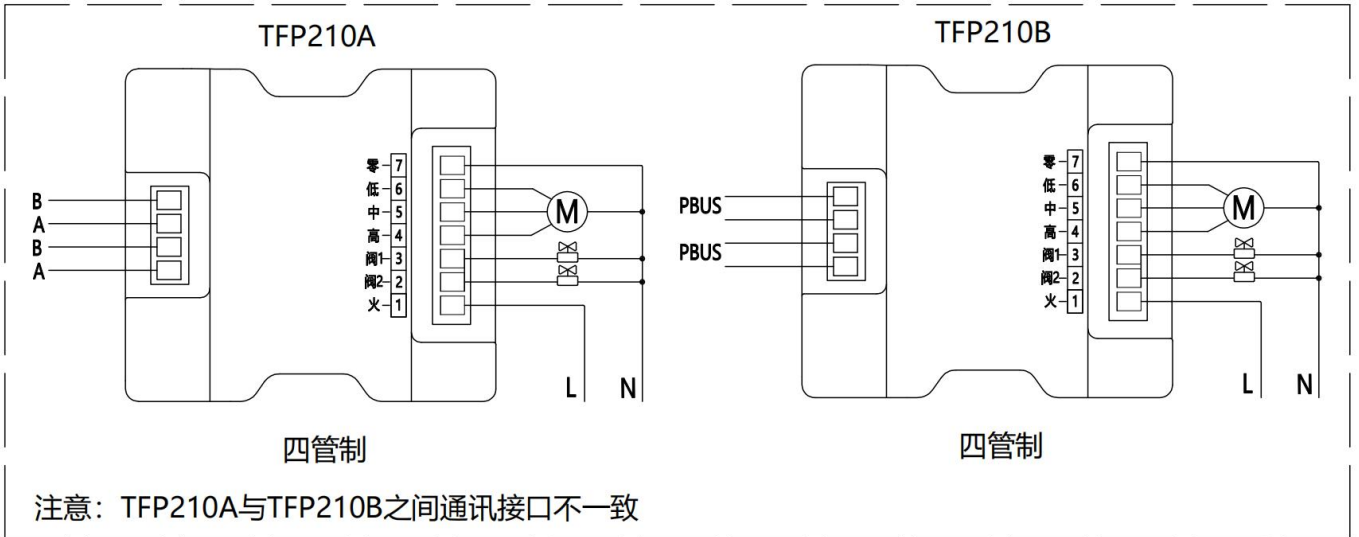 TFP210A
零 7
低 6
中 5
高 4
阀1 3
阀2 2
火 1
B
A
B
A
M
L N
四管制
TFP210B
零 7
低 6
中 5
高 4
阀1 3
阀2 2
火 1
PBUS
PBUS
M
L N
四管制
注意：TFP210A与TFP210B之间通讯接口不一致